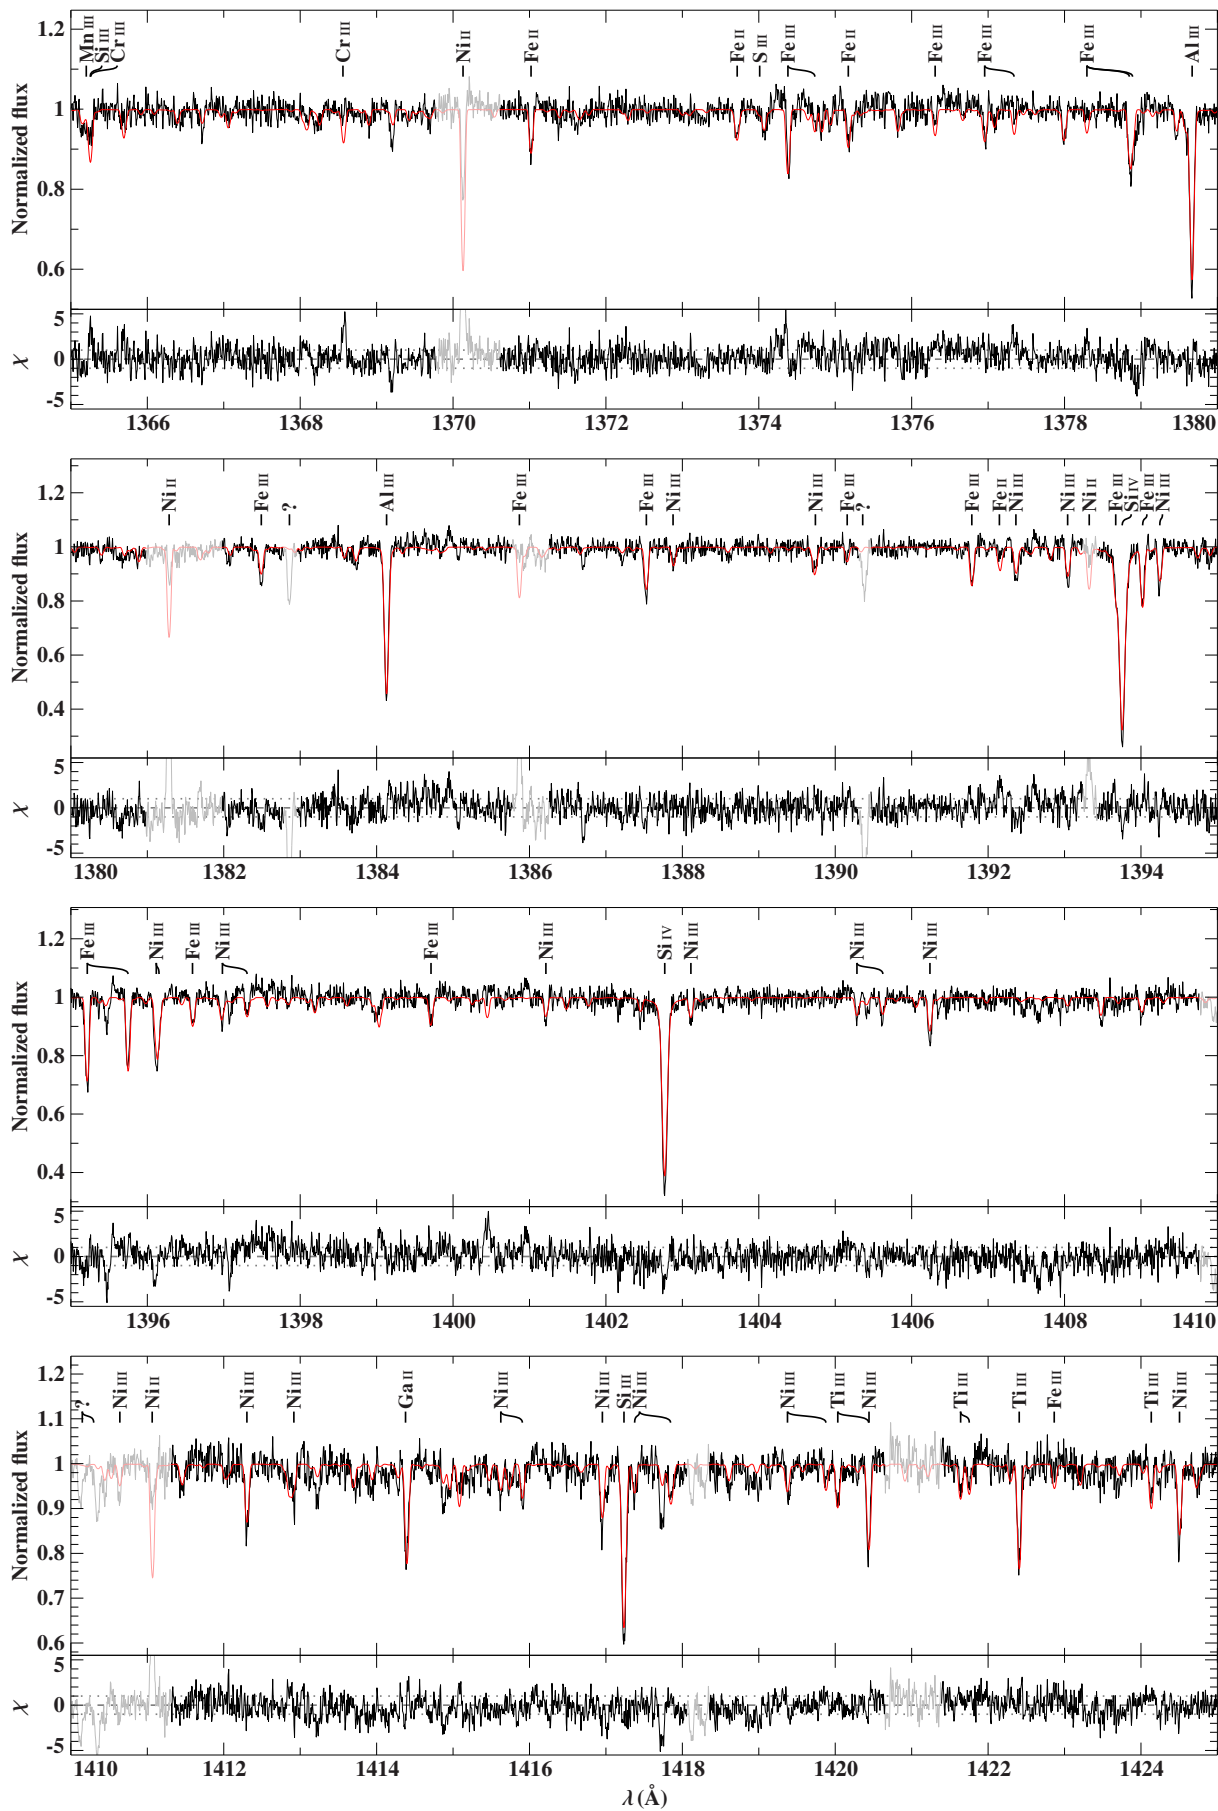 Mn III
Si III
Cr III
Cr III
Ni II
Fe II
Fe II
S III
Fe III
Fe II
Fe III
Fe III
Fe III
Al III
1.2
1
0.8
0.6
Normalized flux
5
0
-5
χ
1366
1368
1370
1372
1374
1376
1378
1380
Ni II
Fe III
?
Al III
Fe III
Fe III
Ni III
Ni III
Fe III
?
Fe III
Fe II
Ni III
Ni III
Ni II
Fe III
Si IV
Fe III
Ni III
1.2
1
0.8
0.6
0.4
Normalized flux
5
0
-5
χ
1380
1382
1384
1386
1388
1390
1392
1394
Fe III
Ni III
Fe III
Ni III
Fe III
Ni III
Si IV
Ni III
Ni III
Ni III
1.2
1
0.8
0.6
0.4
Normalized flux
5
0
-5
χ
1396
1398
1400
1402
1404
1406
1408
1410
?
Ni III
Ni II
Ni III
Ni III
Ga II
Ni III
Ni III
Si III
Ni III
Ni III
Ti III
Ni III
Ti III
Ti III
Fe III
Ti III
Ni III
1.2
1.1
1.0
0.9
0.8
0.7
0.6
Normalized flux
5
0
-5
χ
1410
1412
1414
1416
1418
1420
1422
1424
λ (Å)